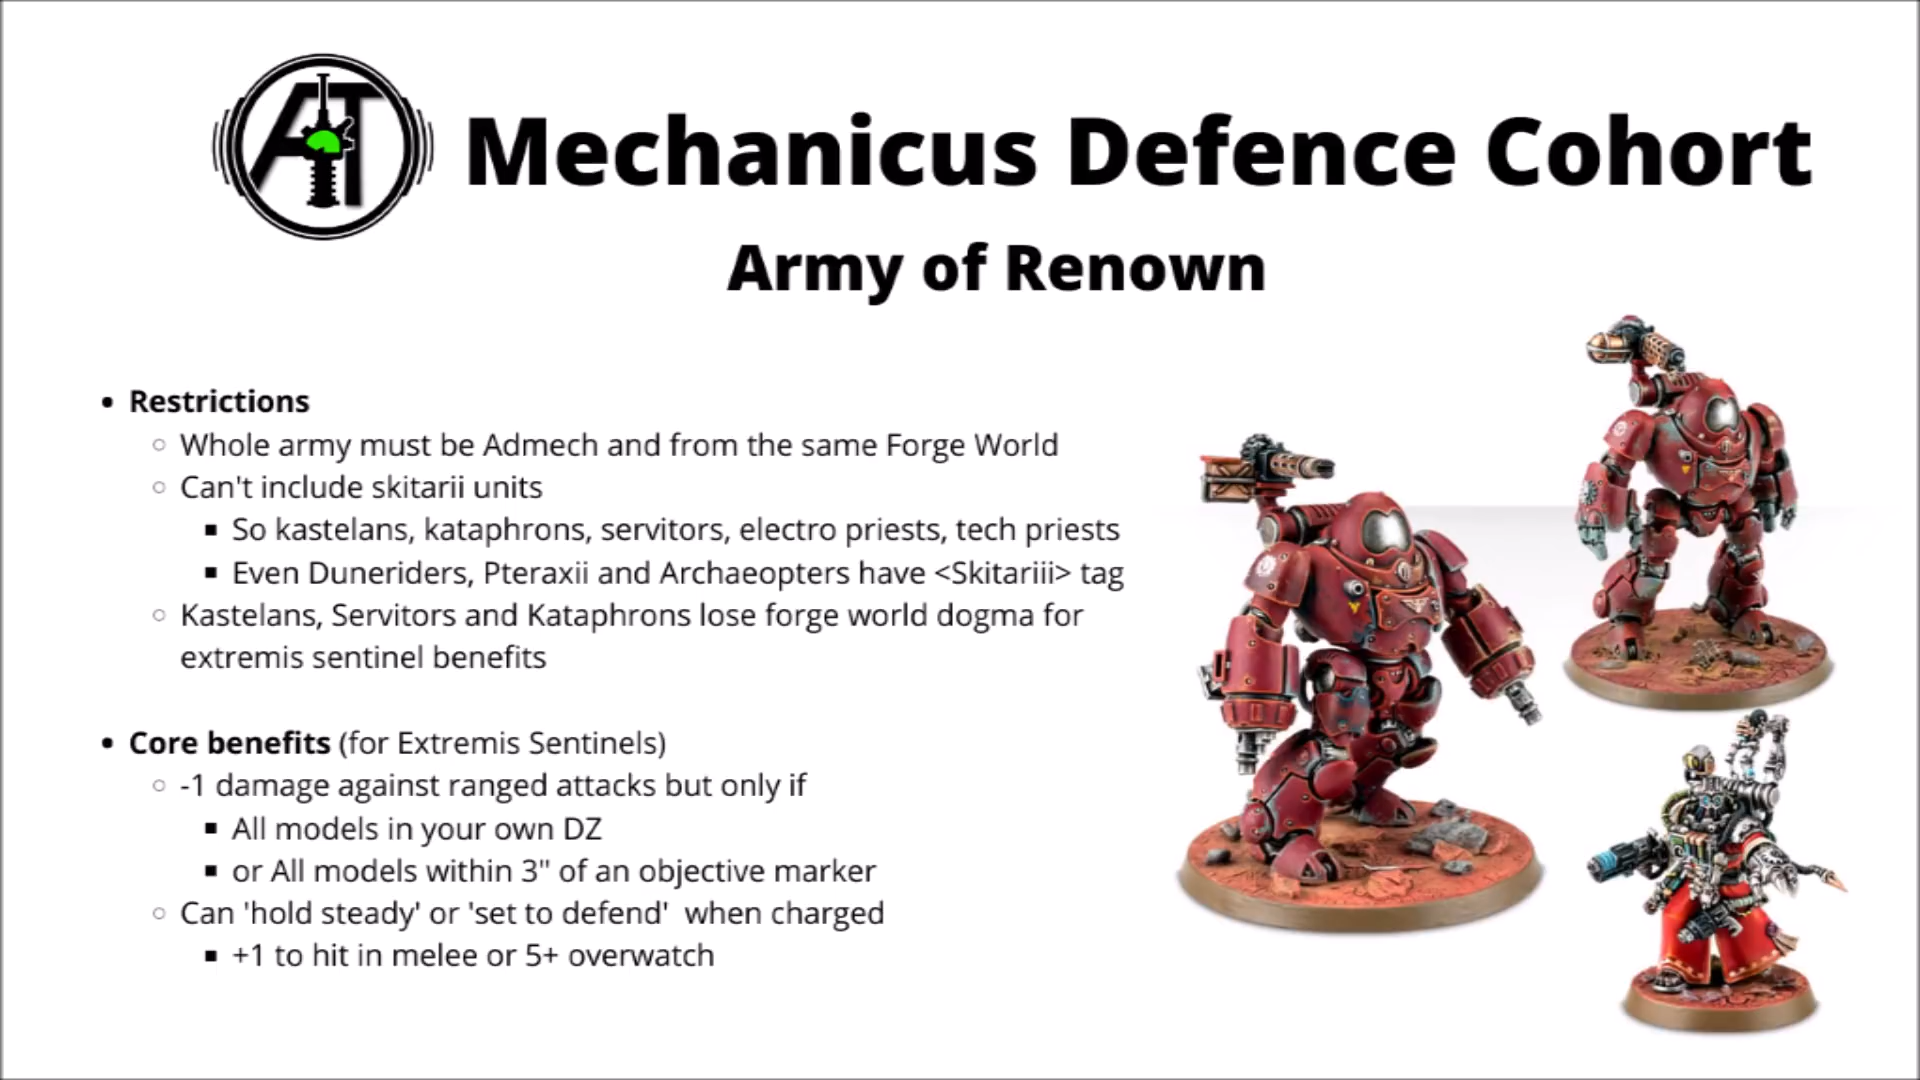 AT
Mechanicus Defence Cohort
Army of Renown
• Restrictions
○ Whole army must be Admech and from the same Forge World
○ Can't include skitarii units
▪ So kastelans, kataphrons, servitors, electro priests, tech priests
▪ Even Duneriders, Pteraxii and Archaeopters have <Skitariii> tag
○ Kastelans, Servitors and Kataphrons lose forge world dogma for
extremis sentinel benefits
• Core benefits (for Extremis Sentinels)
○ -1 damage against ranged attacks but only if
▪ All models in your own DZ
▪ or All models within 3" of an objective marker
○ Can 'hold steady' or 'set to defend' when charged
▪ +1 to hit in melee or 5+ overwatch